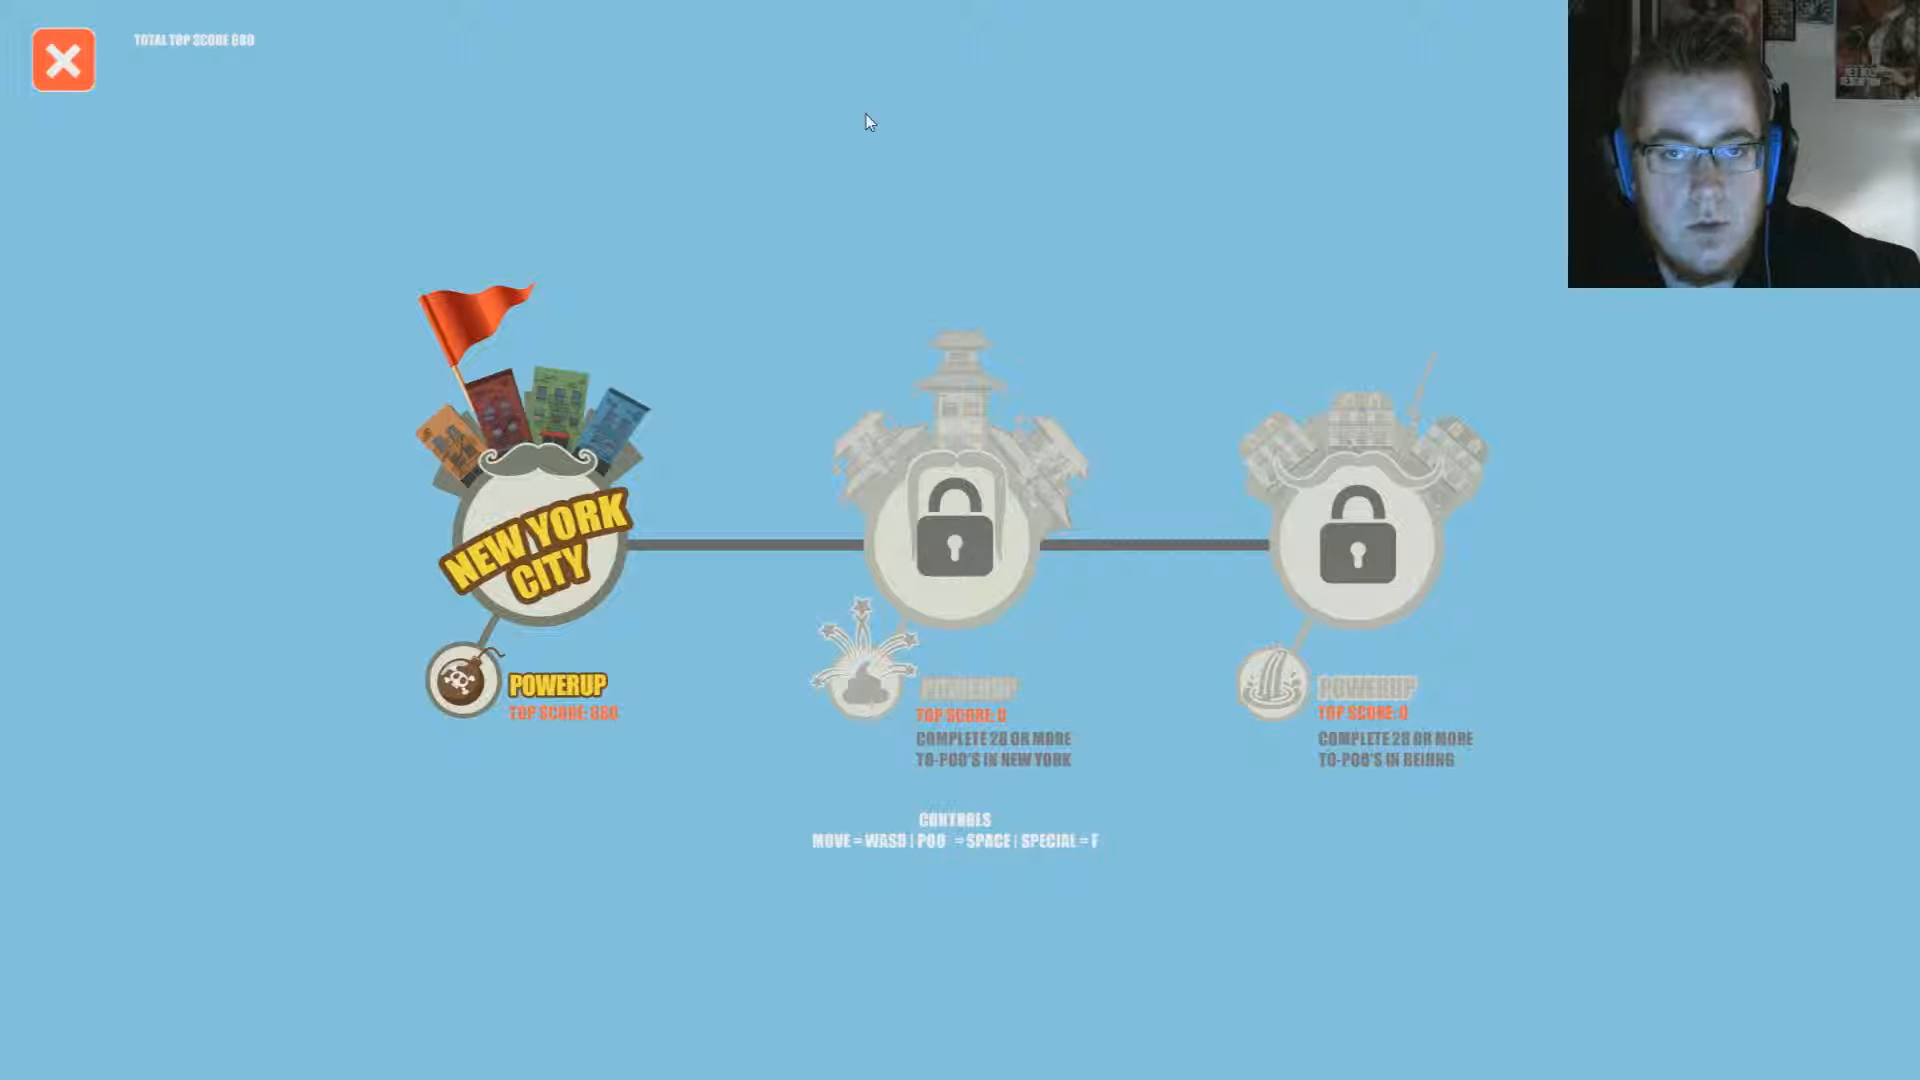 TOTAL TOP SCORE 880
NEW YORK
CITY
POWERUP
TOP SCORE: 880
POWERUP
TOP SCORE: 0
COMPLETE 28 OR MORE
TO-POO'S IN NEW YORK
POWERUP
TOP SCORE: 0
COMPLETE 28 OR MORE
TO-POO'S IN BEIJING
CONTROLS
MOVE = WASD | POO = SPACE | SPECIAL = F